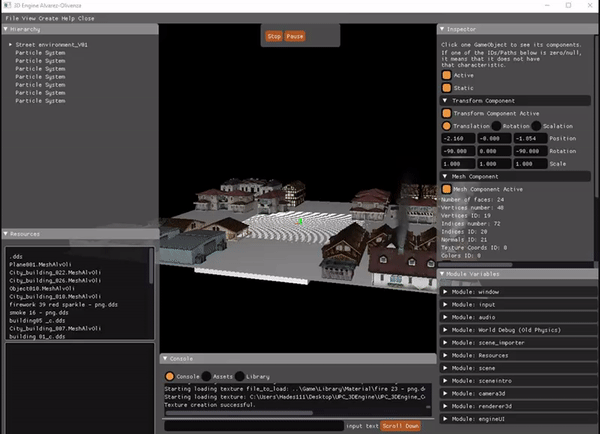 3D Engine Alvarez-Olivanza
File View Create Help Close
Hierarchy
Street environment_V01
Particle System
Particle System
Particle System
Particle System
Particle System
Particle System
Stop Pause
Inspector
Click one GameObject to see its components.
If one of the IDs/Paths below is zero/null,
it means that it does not have
that characteristic.
Active
Static
Transform Component
Transform Component Active
Translation Rotation Scalation
-2.160 -0.000 -1.854 Position
-90.000 0.000 -90.000 Rotation
1.000 1.000 1.000 Scale
Mesh Component
Mesh Component Active
Number of faces: 24
Vertices number: 48
Vertices ID: 19
Indices number: 72
Indices ID: 20
Normals ID: 21
Texture Coords ID: 0
Colors ID: 0
Resources
.dds
Plane001.MeshAlvOli
City_building_022.MeshAlvOli
City_building_026.MeshAlvOli
Object010.MeshAlvOli
City_building_010.MeshAlvOli
firework 39 red sparkle - png.dds
smoke 16 - png.dds
building05 _c.dds
City_building_007.MeshAlvOli
building 01_c.dds
Console
Console Assets Library
Starting loading texture file_to_load: ..\Game\Library\Material\fire 23 - png.d
Starting loading texture: C:\Users\Hades111\Desktop\UPC_3DEngine\UPC_3DEngine_C
Texture creation successful.
input text Scroll Down
Module Variables
Module: window
Module: input
Module: audio
Module: World Debug (Old Physics)
Module: scene_importer
Module: Resources
Module: scene
Module: sceneintro
Module: camera3d
Module: renderer3d
Module: engineUI